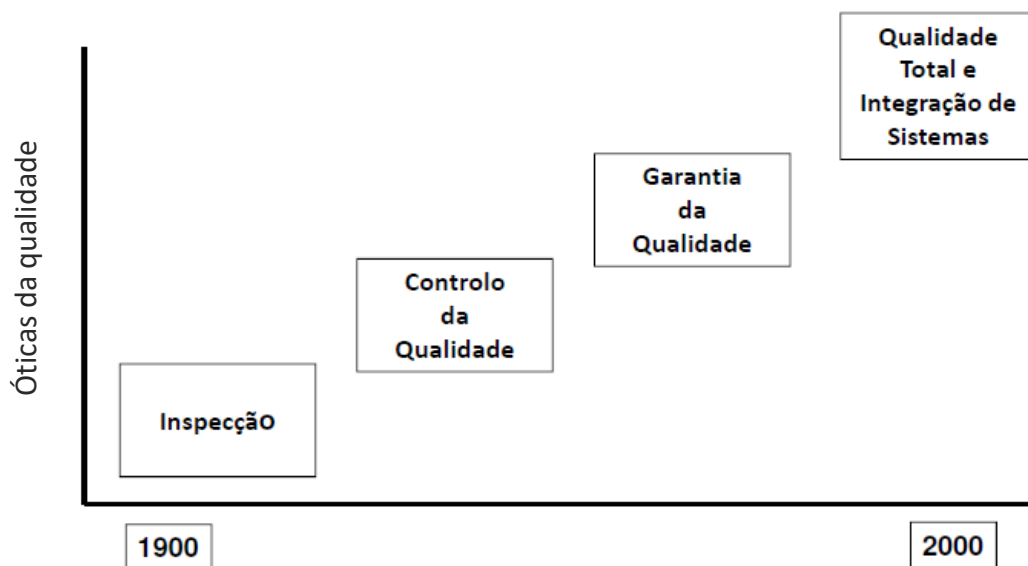 Óticas da qualidade
Qualidade
Total e
Integração de
Sistemas
Garantia
da
Qualidade
Controlo
da
Qualidade
Inspecção
1900
2000